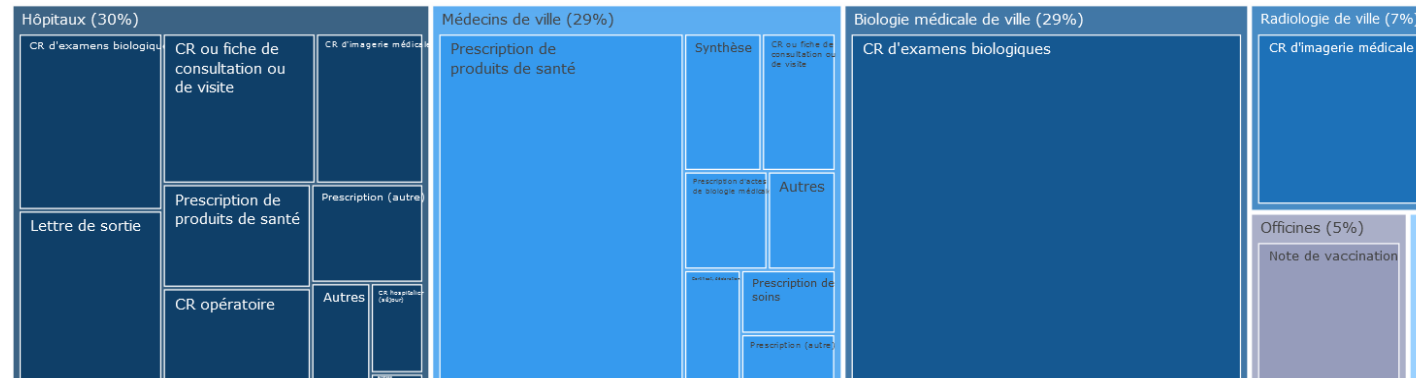 Hôpitaux (30%)
CR d'examens biologiqu
CR ou fiche de
consultation ou
de visite
CR d'imagerie médicale
Lettre de sortie
Prescription de
produits de santé
Prescription (autre)
CR opératoire
Autres
CR hospitalier
(séjour)
Médecins de ville (29%)
Prescription de
produits de santé
Synthèse
CR ou fiche de
consultation ou
de visite
Prescription d'actes
de biologie médicale
Autres
Prescription de
soins
Prescription (autre)
Biologie médicale de ville (29%)
CR d'examens biologiques
Radiologie de ville (7%)
CR d'imagerie médicale
Officines (5%)
Note de vaccination